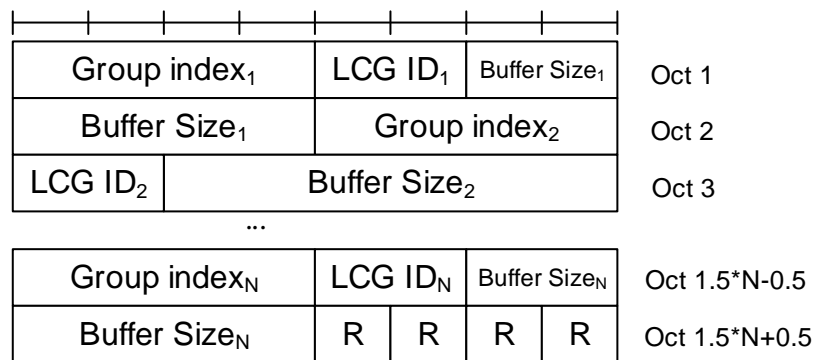 Group index₁ LCG ID₁ Buffer Size₁ Oct 1
Buffer Size₁ Group index₂ Oct 2
LCG ID₂ Buffer Size₂ Oct 3
...
Group indexN LCG IDN Buffer SizeN Oct 1.5*N-0.5
Buffer SizeN R R R R Oct 1.5*N+0.5